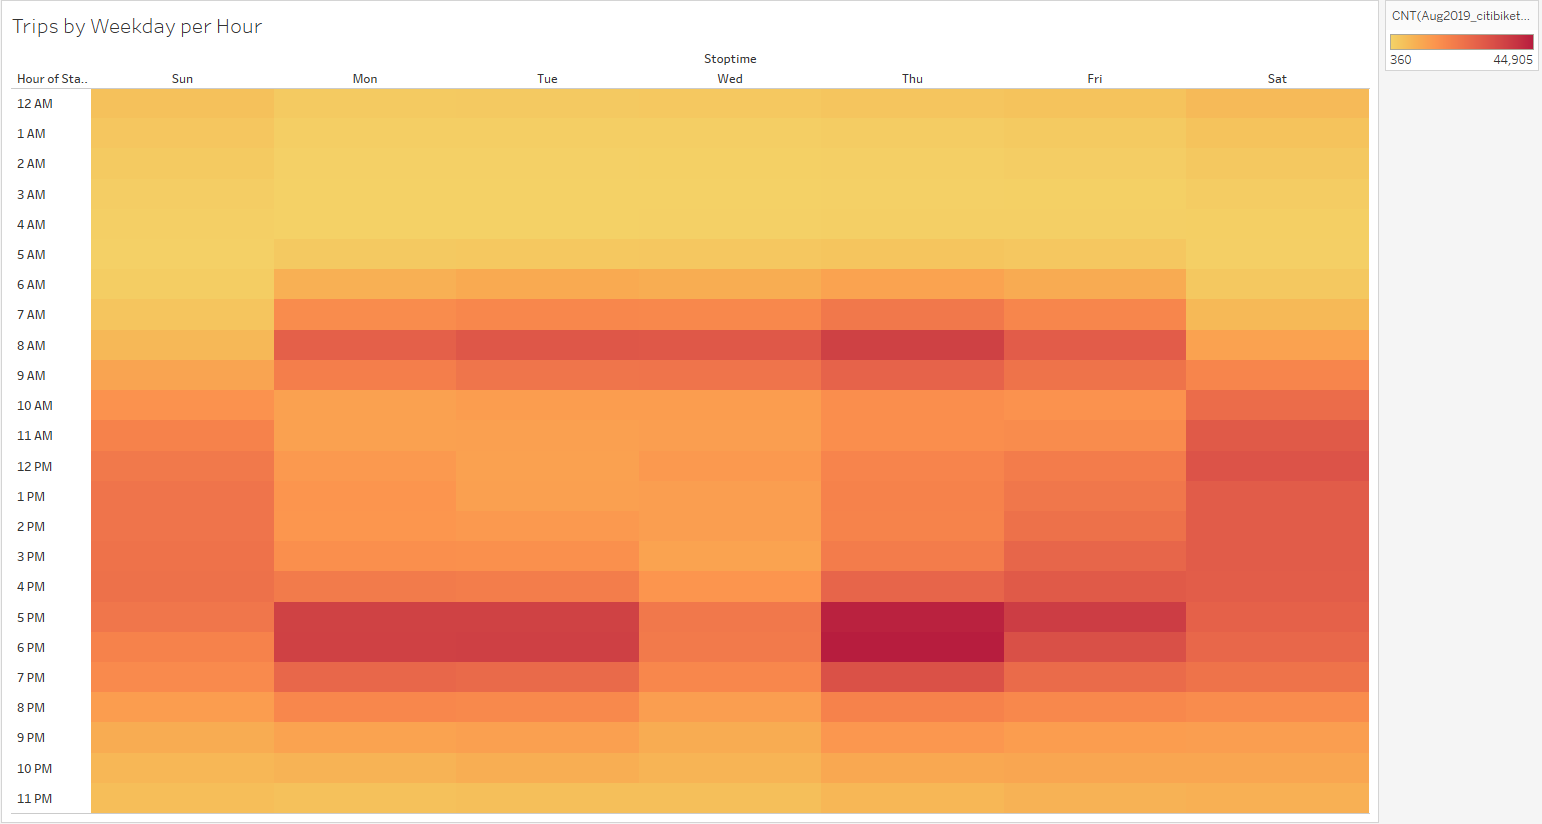 Trips by Weekday per Hour
CNT(Aug2019_citibiket...
360 44,905
Stoptime
Hour of Sta.. Sun Mon Tue Wed Thu Fri Sat
12 AM
1 AM
2 AM
3 AM
4 AM
5 AM
6 AM
7 AM
8 AM
9 AM
10 AM
11 AM
12 PM
1 PM
2 PM
3 PM
4 PM
5 PM
6 PM
7 PM
8 PM
9 PM
10 PM
11 PM